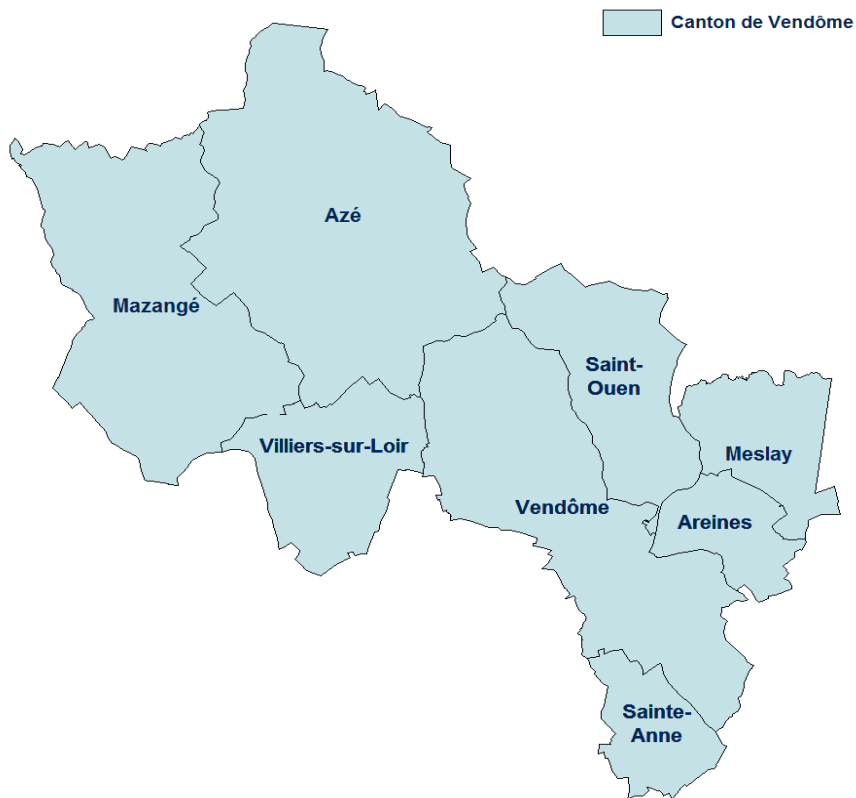 Canton de Vendôme
Azé
Mazangé
Saint-
Ouen
Villiers-sur-Loir
Meslay
Vendôme
Areines
Sainte-
Anne